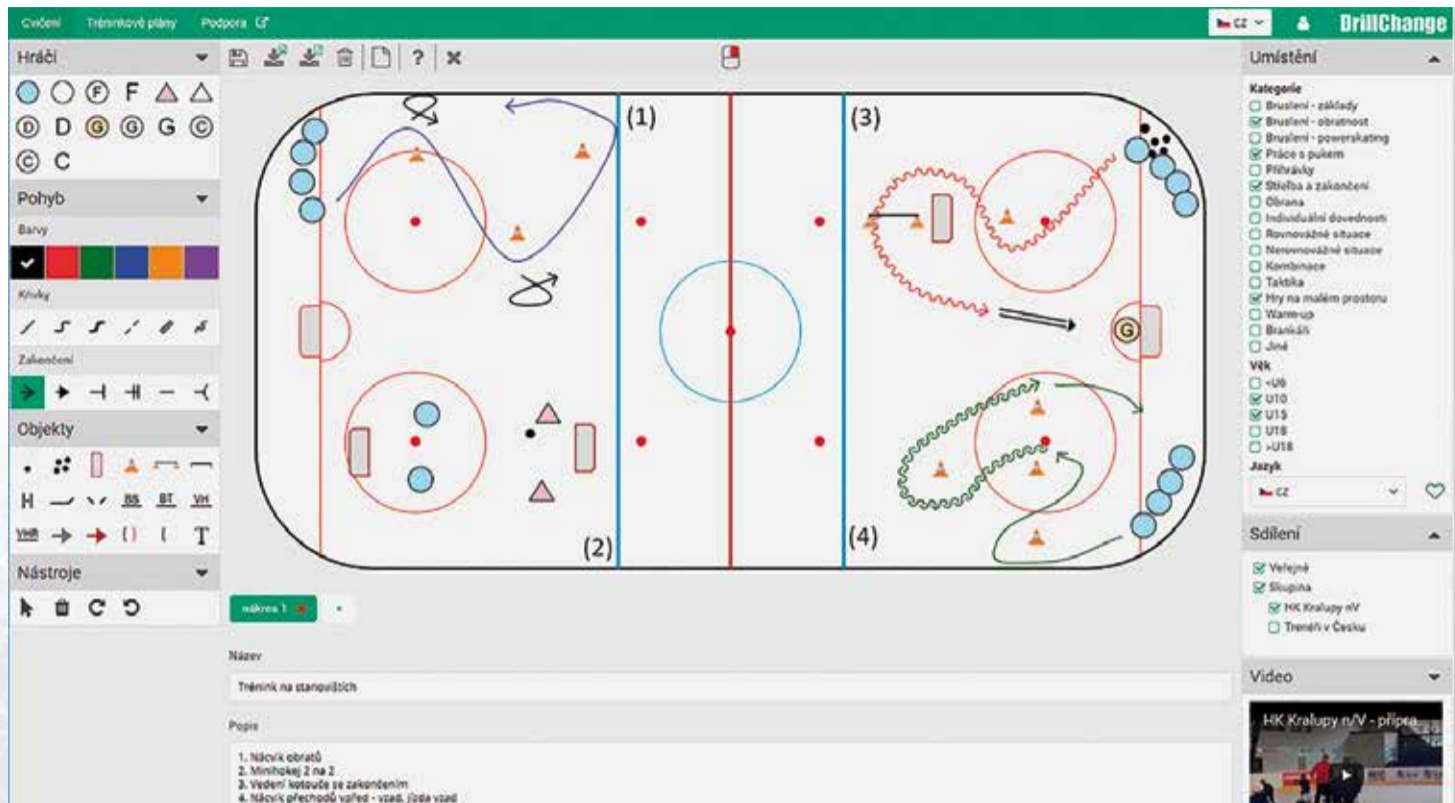 Cvičení Tréninkové plány Podpora CZ DrillChange
Hráči
F F
D D G G G C
C C
Pohyb
Barvy
Křivky
Zakončení
Objekty
H BS BT VH
VHR ( ) ( T
Nástroje
?
(1)
(3)
G
(2)
(4)
nákres 1
Název
Trénink na stanovištích
Popis
1. Nácvik obratů
2. Minihokej 2 na 2
3. Vedení kotouče se zakončením
4. Nácvik přechodů vpřed - vzad, jízda vzad
Umístění
Kategorie
Bruslení - základy
Bruslení - obratnost
Bruslení - powerskating
Práce s pukem
Přihrávky
Střelba a zakončení
Obrana
Individuální dovednosti
Rovnovážné situace
Nerovnovážné situace
Kombinace
Taktika
Hry na malém prostoru
Warm-up
Brankáři
Jiné
Věk
<U6
U10
U15
U18
>U18
Jazyk
CZ
Sdílení
Veřejné
Skupina
HK Kralupy nV
Trenéři v Česku
Video
HK Kralupy n/V - přípra...